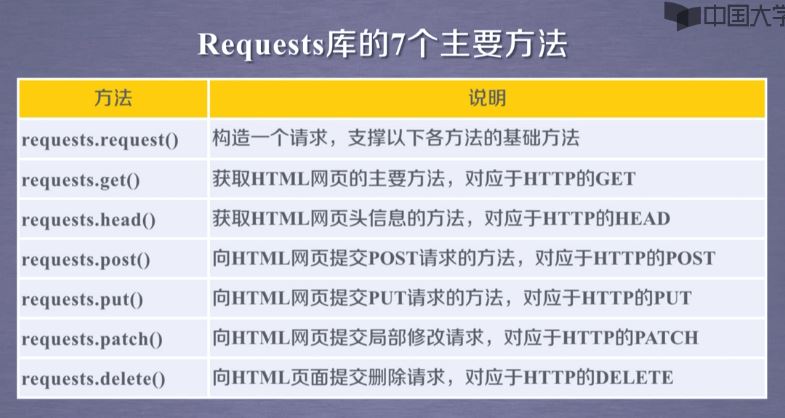 中国大学
Requests库的7个主要方法
方法 说明
requests.request() 构造一个请求，支撑以下各方法的基础方法
requests.get() 获取HTML网页的主要方法，对应于HTTP的GET
requests.head() 获取HTML网页头信息的方法，对应于HTTP的HEAD
requests.post() 向HTML网页提交POST请求的方法，对应于HTTP的POST
requests.put() 向HTML网页提交PUT请求的方法，对应于HTTP的PUT
requests.patch() 向HTML网页提交局部修改请求，对应于HTTP的PATCH
requests.delete() 向HTML页面提交删除请求，对应于HTTP的DELETE